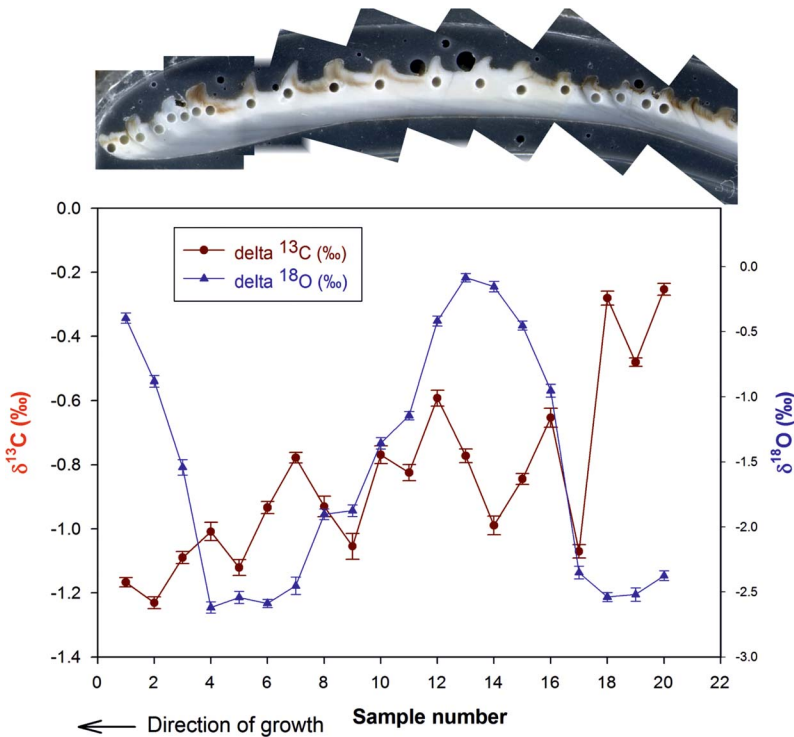 0.0
-0.2
-0.4
-0.6
-0.8
-1.0
-1.2
-1.4
δ¹³C (‰)
delta ¹³C (‰)
delta ¹⁸O (‰)
0.0
-0.5
-1.0
-1.5
-2.0
-2.5
-3.0
δ¹⁸O (‰)
0 2 4 6 8 10 12 14 16 18 20 22
Direction of growth
Sample number